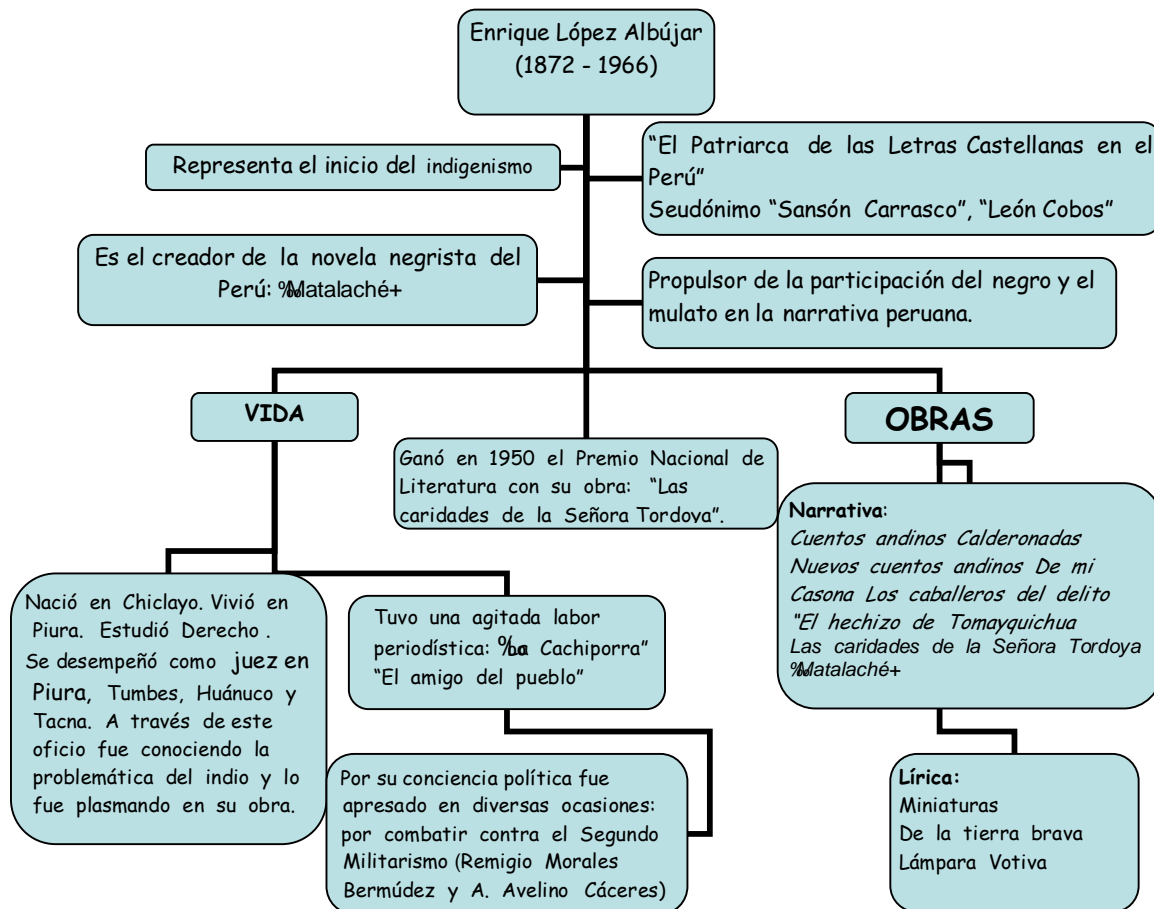 Enrique López Albújar
(1872 - 1966)
Representa el inicio del indigenismo
“El Patriarca de las Letras Castellanas en el
Perú”
Seudónimo “Sansón Carrasco”, “León Cobos”
Es el creador de la novela negrista del
Perú: ‰Matalaché+
Propulsor de la participación del negro y el
mulato en la narrativa peruana.
VIDA
OBRAS
Ganó en 1950 el Premio Nacional de
Literatura con su obra: “Las
caridades de la Señora Tordoya”.
Nació en Chiclayo. Vivió en
Piura. Estudió Derecho .
Se desempeñó como juez en
Piura, Tumbes, Huánuco y
Tacna. A través de este
oficio fue conociendo la
problemática del indio y lo
fue plasmando en su obra.
Tuvo una agitada labor
periodística: ‰La Cachiporra”
“El amigo del pueblo”
Por su conciencia política fue
apresado en diversas ocasiones:
por combatir contra el Segundo
Militarismo (Remigio Morales
Bermúdez y A. Avelino Cáceres)
Narrativa:
Cuentos andinos Calderonadas
Nuevos cuentos andinos De mi
Casona Los caballeros del delito
“El hechizo de Tomayquichua
Las caridades de la Señora Tordoya
‰Matalaché+
Lírica:
Miniaturas
De la tierra brava
Lámpara Votiva